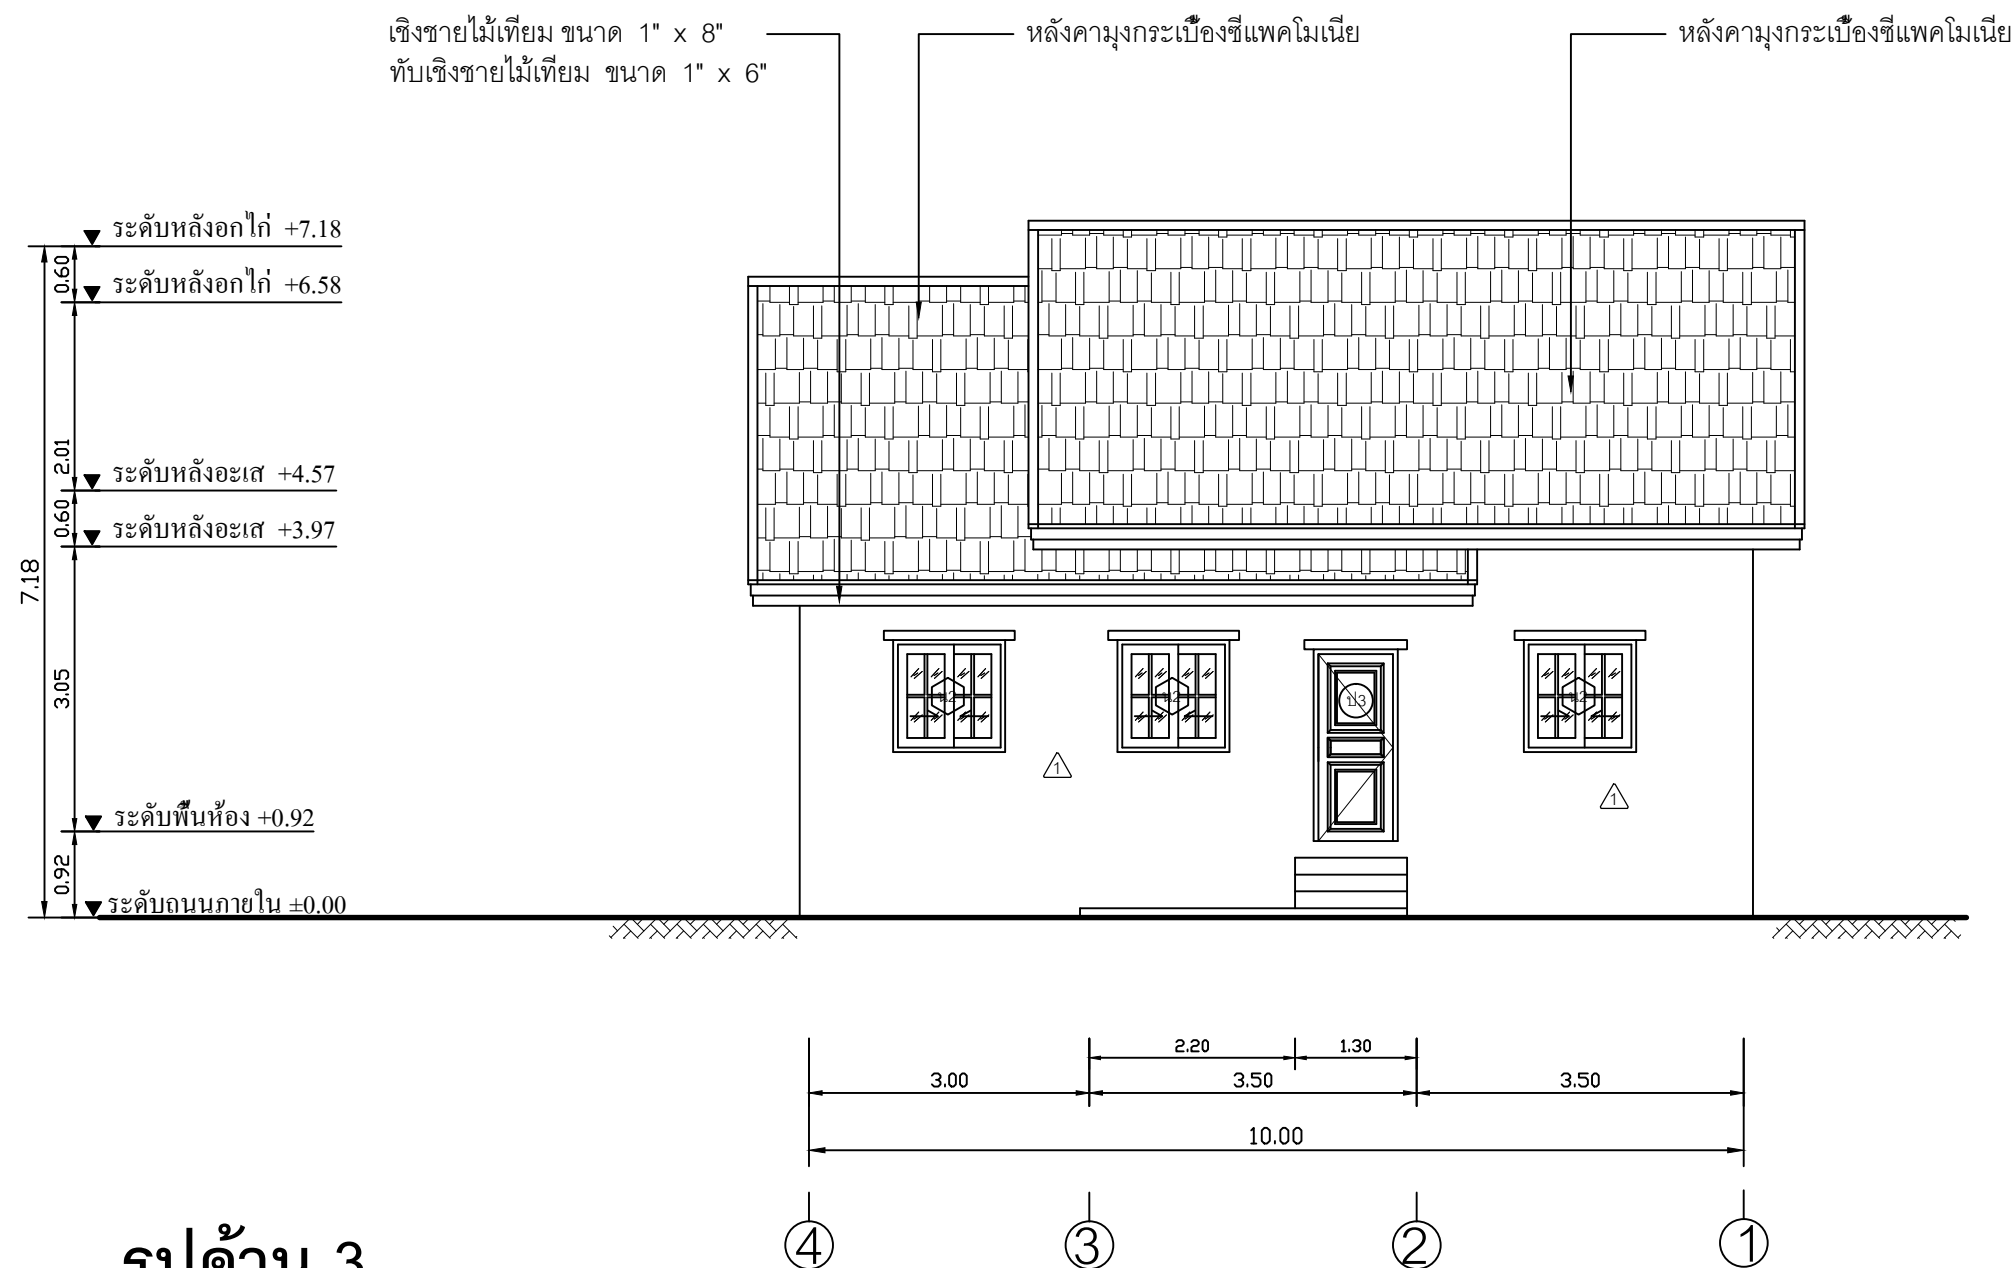 เชิงชายไม้เทียม ขนาด 1" x 8"
ทับเชิงชายไม้เทียม ขนาด 1" x 6"
หลังคามุงกระเบื้องซีแพคโมเนีย
หลังคามุงกระเบื้องซีแพคโมเนีย
ระดับหลังอกไก่ +7.18
0.60
ระดับหลังอกไก่ +6.58
2.01
ระดับหลังอะเส +4.57
0.60
ระดับหลังอะเส +3.97
7.18
3.05
ระดับพื้นห้อง +0.92
0.92
ระดับถนนภายใน ±0.00
น2
น2
ป3
น2
1
1
2.20
1.30
3.00
3.50
3.50
10.00
4
3
2
1
รูปด้าน 3